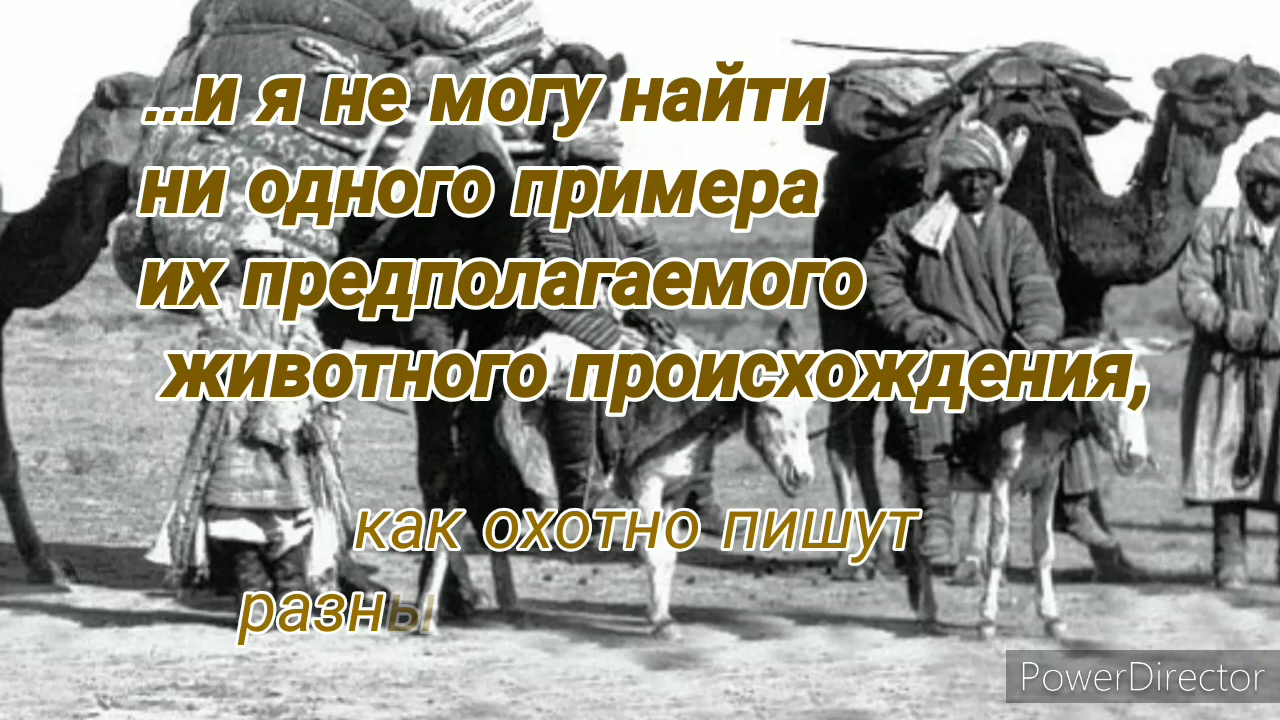 ...и я не могу найти
ни одного примера
их предполагаемого
животного происхождения,
как охотно пишут
разны
PowerDirector